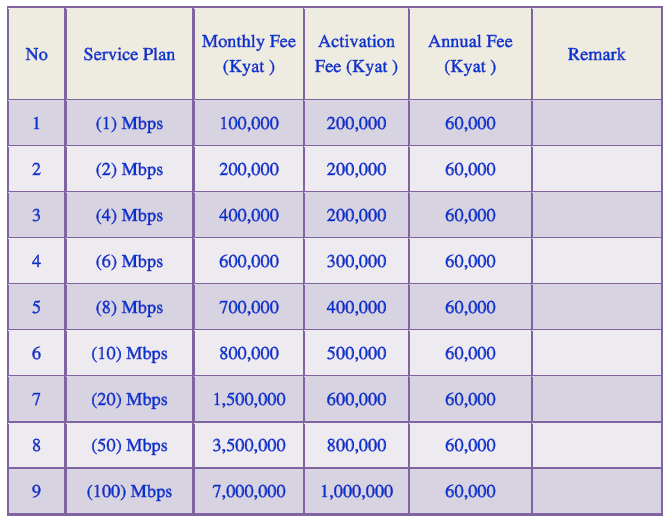 No Service Plan Monthly Fee (Kyat ) Activation Fee (Kyat ) Annual Fee (Kyat ) Remark
1 (1) Mbps 100,000 200,000 60,000
2 (2) Mbps 200,000 200,000 60,000
3 (4) Mbps 400,000 200,000 60,000
4 (6) Mbps 600,000 300,000 60,000
5 (8) Mbps 700,000 400,000 60,000
6 (10) Mbps 800,000 500,000 60,000
7 (20) Mbps 1,500,000 600,000 60,000
8 (50) Mbps 3,500,000 800,000 60,000
9 (100) Mbps 7,000,000 1,000,000 60,000